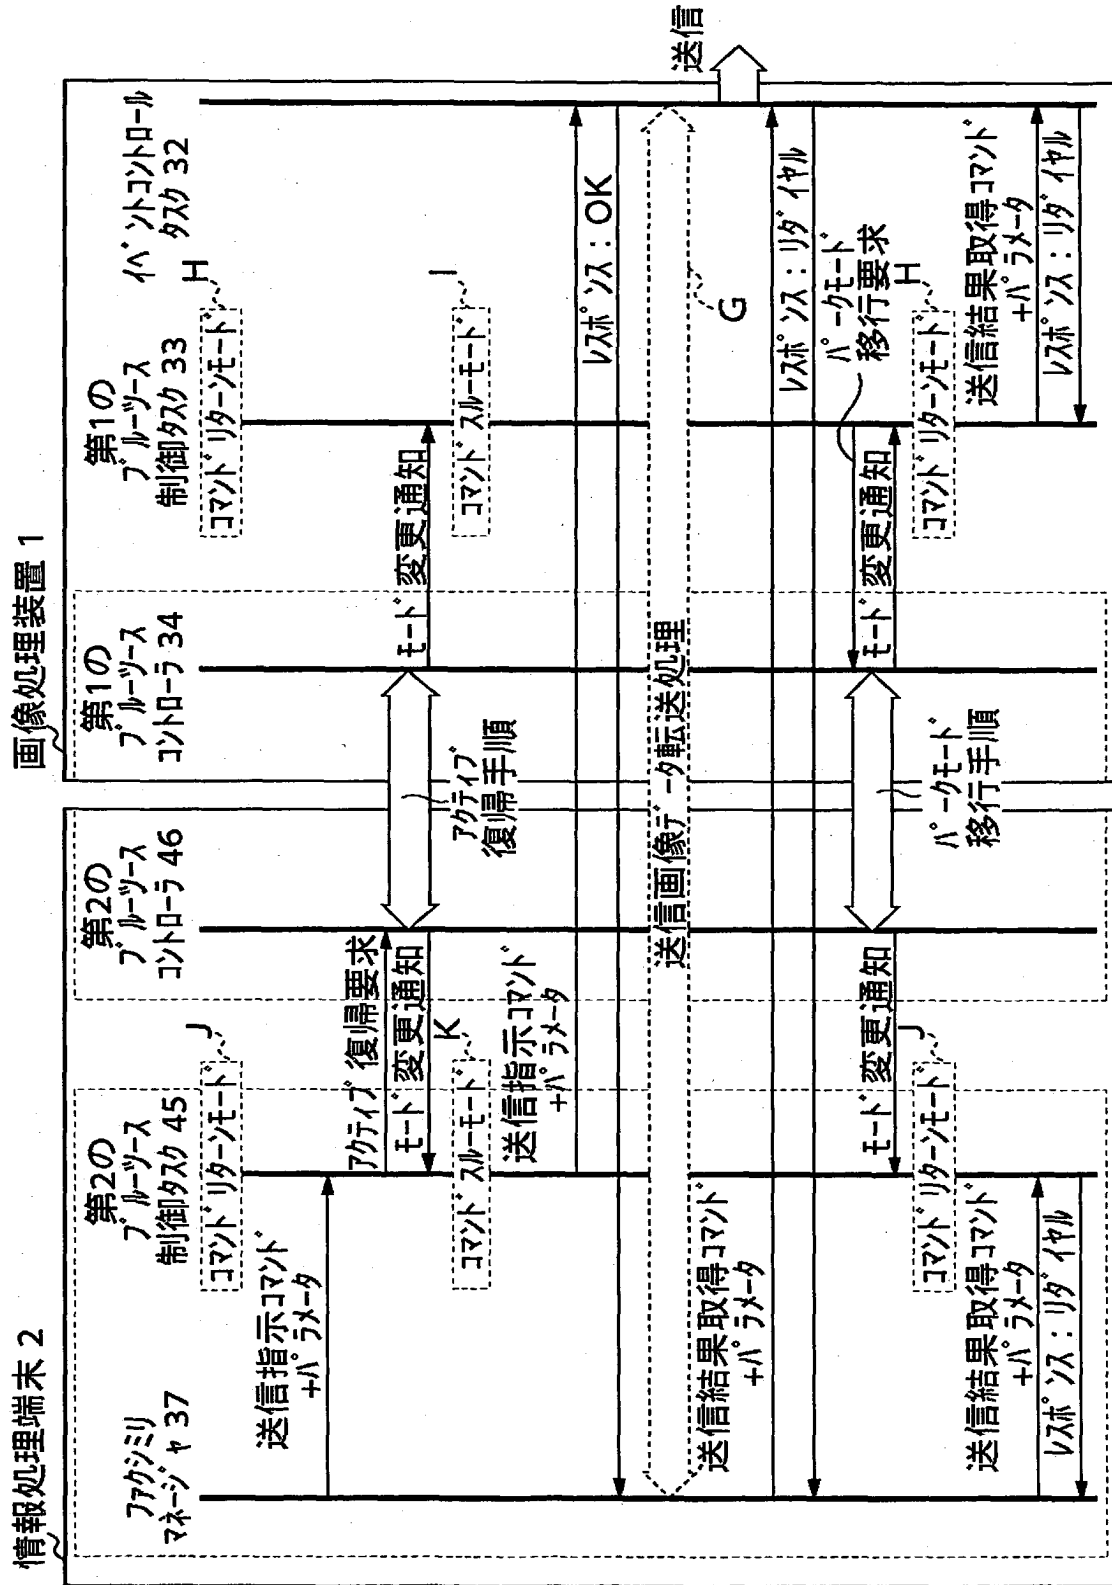 情報処理端末 2
画像処理装置 1
ファクシミリ
マネージャ 37
第2の
ブルーツース
制御タスク 45
第2の
ブルーツース
コントローラ 46
第1の
ブルーツース
コントローラ 34
第1の
ブルーツース
制御タスク 33
イベントコントロール
タスク 32
コマンドリターンモード
J
コマンドリターンモード
H
送信指示コマンド
+パラメータ
アクティブ復帰要求
モード変更通知
アクティブ
復帰手順
モード変更通知
コマンドスルーモード
K
コマンドスルーモード
I
送信指示コマンド
+パラメータ
レスポンス：OK
送信画像データ転送処理
G
送信
送信結果取得コマンド
+パラメータ
レスポンス：リダイヤル
パークモード
移行要求
モード変更通知
パークモード
移行手順
モード変更通知
コマンドリターンモード
J
コマンドリターンモード
H
送信結果取得コマンド
+パラメータ
レスポンス：リダイヤル
送信結果取得コマンド
+パラメータ
レスポンス：リダイヤル